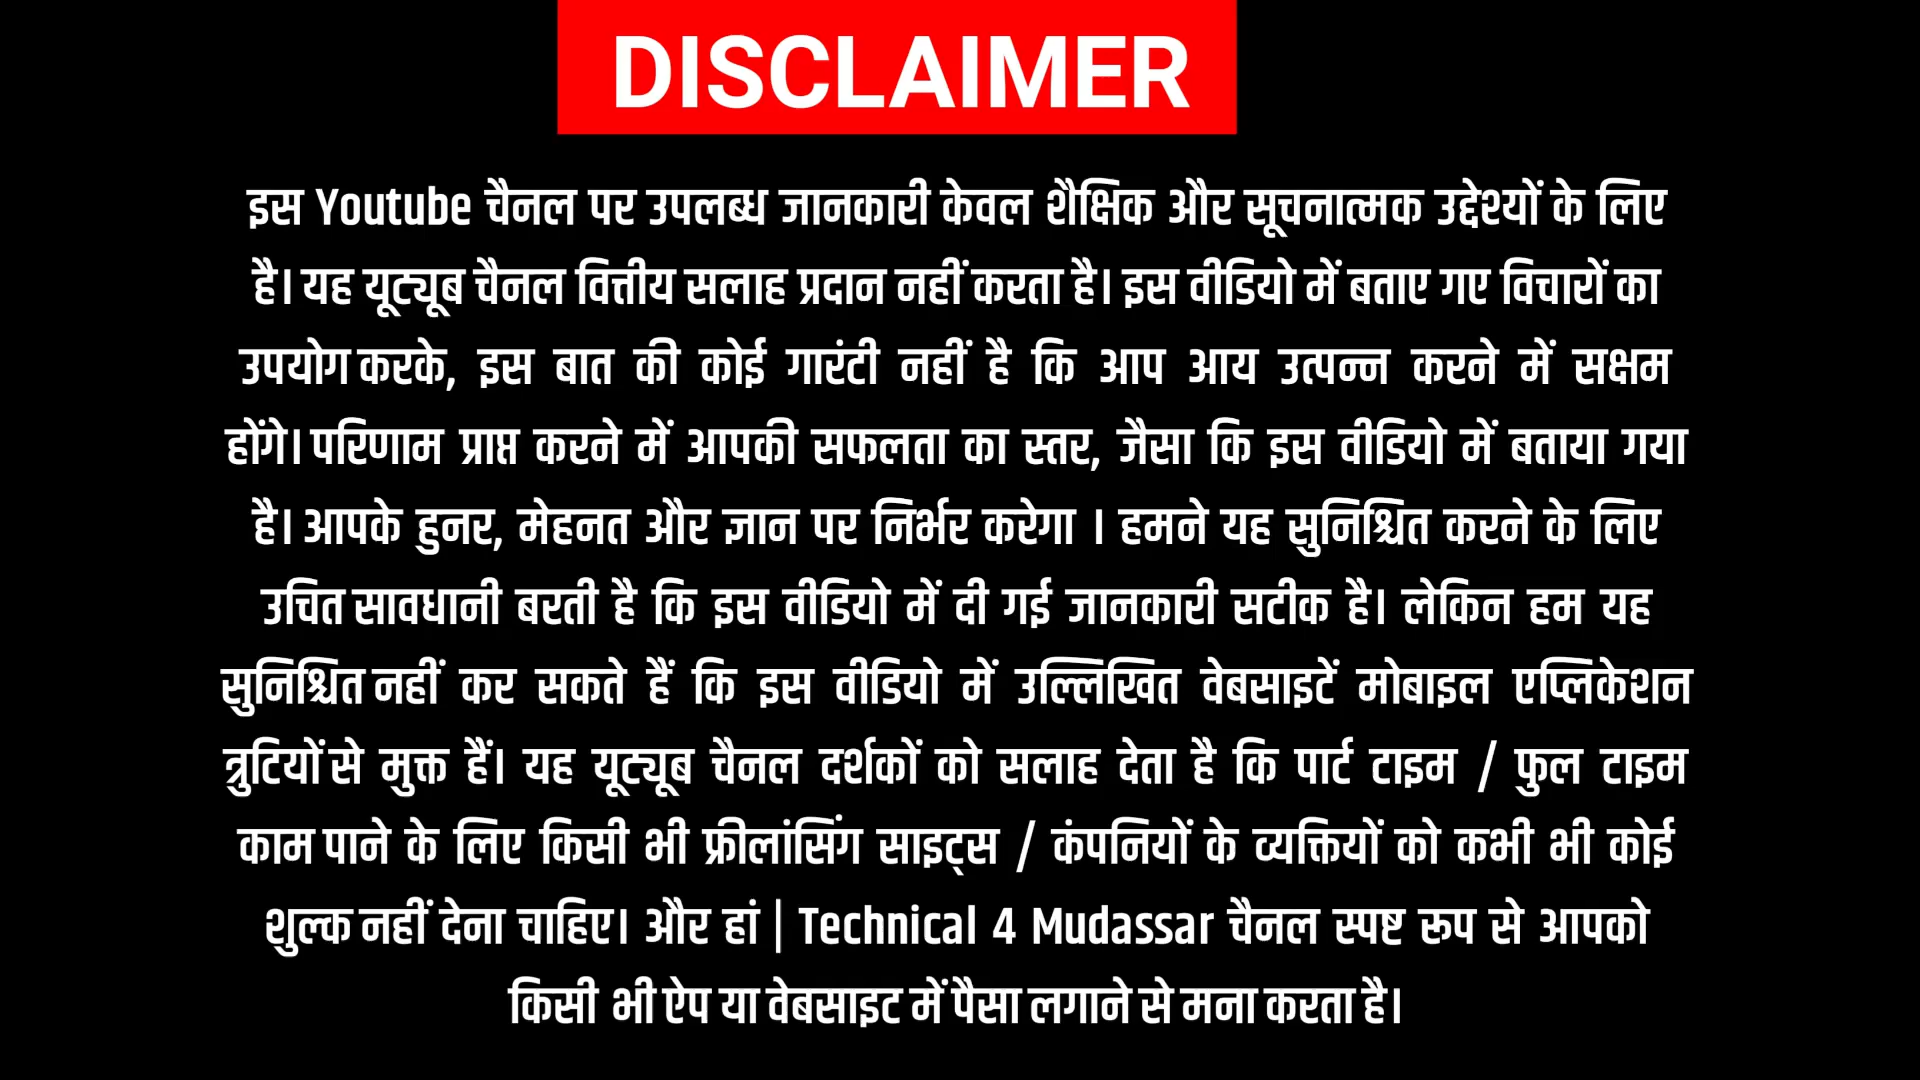 DISCLAIMER
इस Youtube चैनल पर उपलब्ध जानकारी केवल शैक्षिक और सूचनात्मक उद्देश्यों के लिए
है। यह यूट्यूब चैनल वित्तीय सलाह प्रदान नहीं करता है। इस वीडियो में बताए गए विचारों का
उपयोग करके, इस बात की कोई गारंटी नहीं है कि आप आय उत्पन्न करने में सक्षम
होंगे। परिणाम प्राप्त करने में आपकी सफलता का स्तर, जैसा कि इस वीडियो में बताया गया
है। आपके हुनर, मेहनत और ज्ञान पर निर्भर करेगा । हमने यह सुनिश्चित करने के लिए
उचित सावधानी बरती है कि इस वीडियो में दी गई जानकारी सटीक है। लेकिन हम यह
सुनिश्चित नहीं कर सकते हैं कि इस वीडियो में उल्लिखित वेबसाइटें मोबाइल एप्लिकेशन
त्रुटियों से मुक्त हैं। यह यूट्यूब चैनल दर्शकों को सलाह देता है कि पार्ट टाइम / फुल टाइम
काम पाने के लिए किसी भी फ्रीलांसिंग साइट्स / कंपनियों के व्यक्तियों को कभी भी कोई
शुल्क नहीं देना चाहिए। और हां | Technical 4 Mudassar चैनल स्पष्ट रूप से आपको
किसी भी ऐप या वेबसाइट में पैसा लगाने से मना करता है।